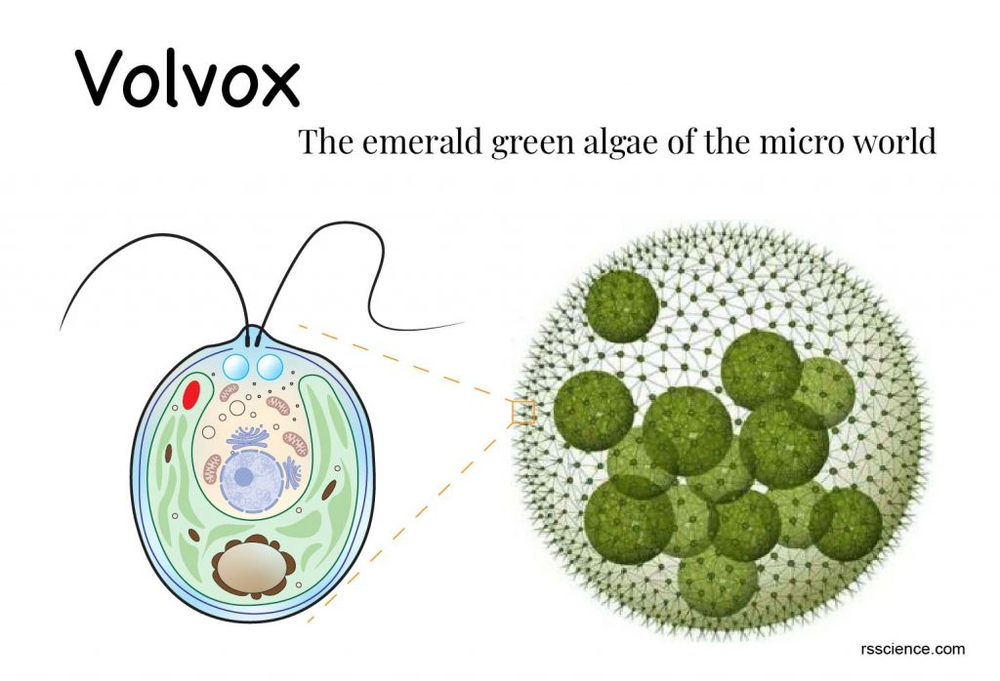 Volvox
The emerald green algae of the micro world
rsscience.com